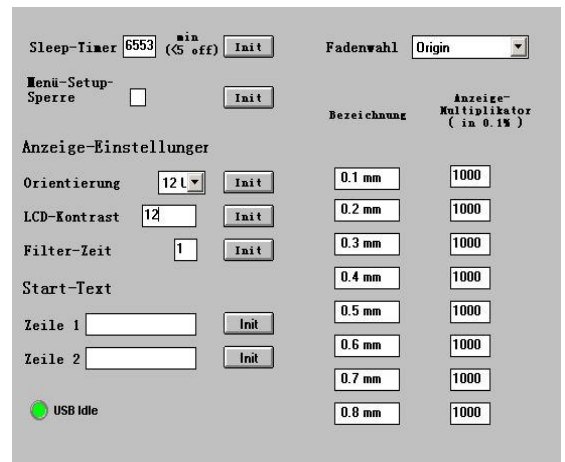 Sleep-Timer 6553 min (<5 off) Init
Menü-Setup-
Sperre Init
Anzeige-Einstellunger
Orientierung 12 L Init
LCD-Kontrast 12 Init
Filter-Zeit 1 Init
Start-Text
Zeile 1 Init
Zeile 2 Init
USB Idle
Fadenwahl Origin
Bezeichnung Anzeige-
Multiplikator
( in 0.1% )
0.1 mm 1000
0.2 mm 1000
0.3 mm 1000
0.4 mm 1000
0.5 mm 1000
0.6 mm 1000
0.7 mm 1000
0.8 mm 1000